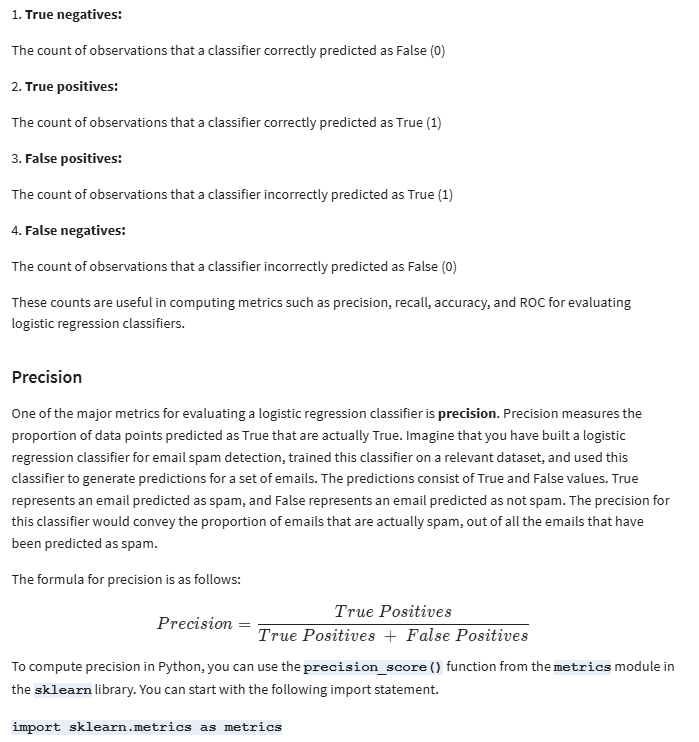 1. True negatives:
The count of observations that a classifier correctly predicted as False (0)
2. True positives:
The count of observations that a classifier correctly predicted as True (1)
3. False positives:
The count of observations that a classifier incorrectly predicted as True (1)
4. False negatives:
The count of observations that a classifier incorrectly predicted as False (0)
These counts are useful in computing metrics such as precision, recall, accuracy, and ROC for evaluating
logistic regression classifiers.
Precision
One of the major metrics for evaluating a logistic regression classifier is precision. Precision measures the
proportion of data points predicted as True that are actually True. Imagine that you have built a logistic
regression classifier for email spam detection, trained this classifier on a relevant dataset, and used this
classifier to generate predictions for a set of emails. The predictions consist of True and False values. True
represents an email predicted as spam, and False represents an email predicted as not spam. The precision for
this classifier would convey the proportion of emails that are actually spam, out of all the emails that have
been predicted as spam.
The formula for precision is as follows:
True Positives
Precision =
True Positives + False Positives
To compute precision in Python, you can use the precision_score() function from the metrics module in
the sklearn library. You can start with the following import statement.
import sklearn.metrics as metrics